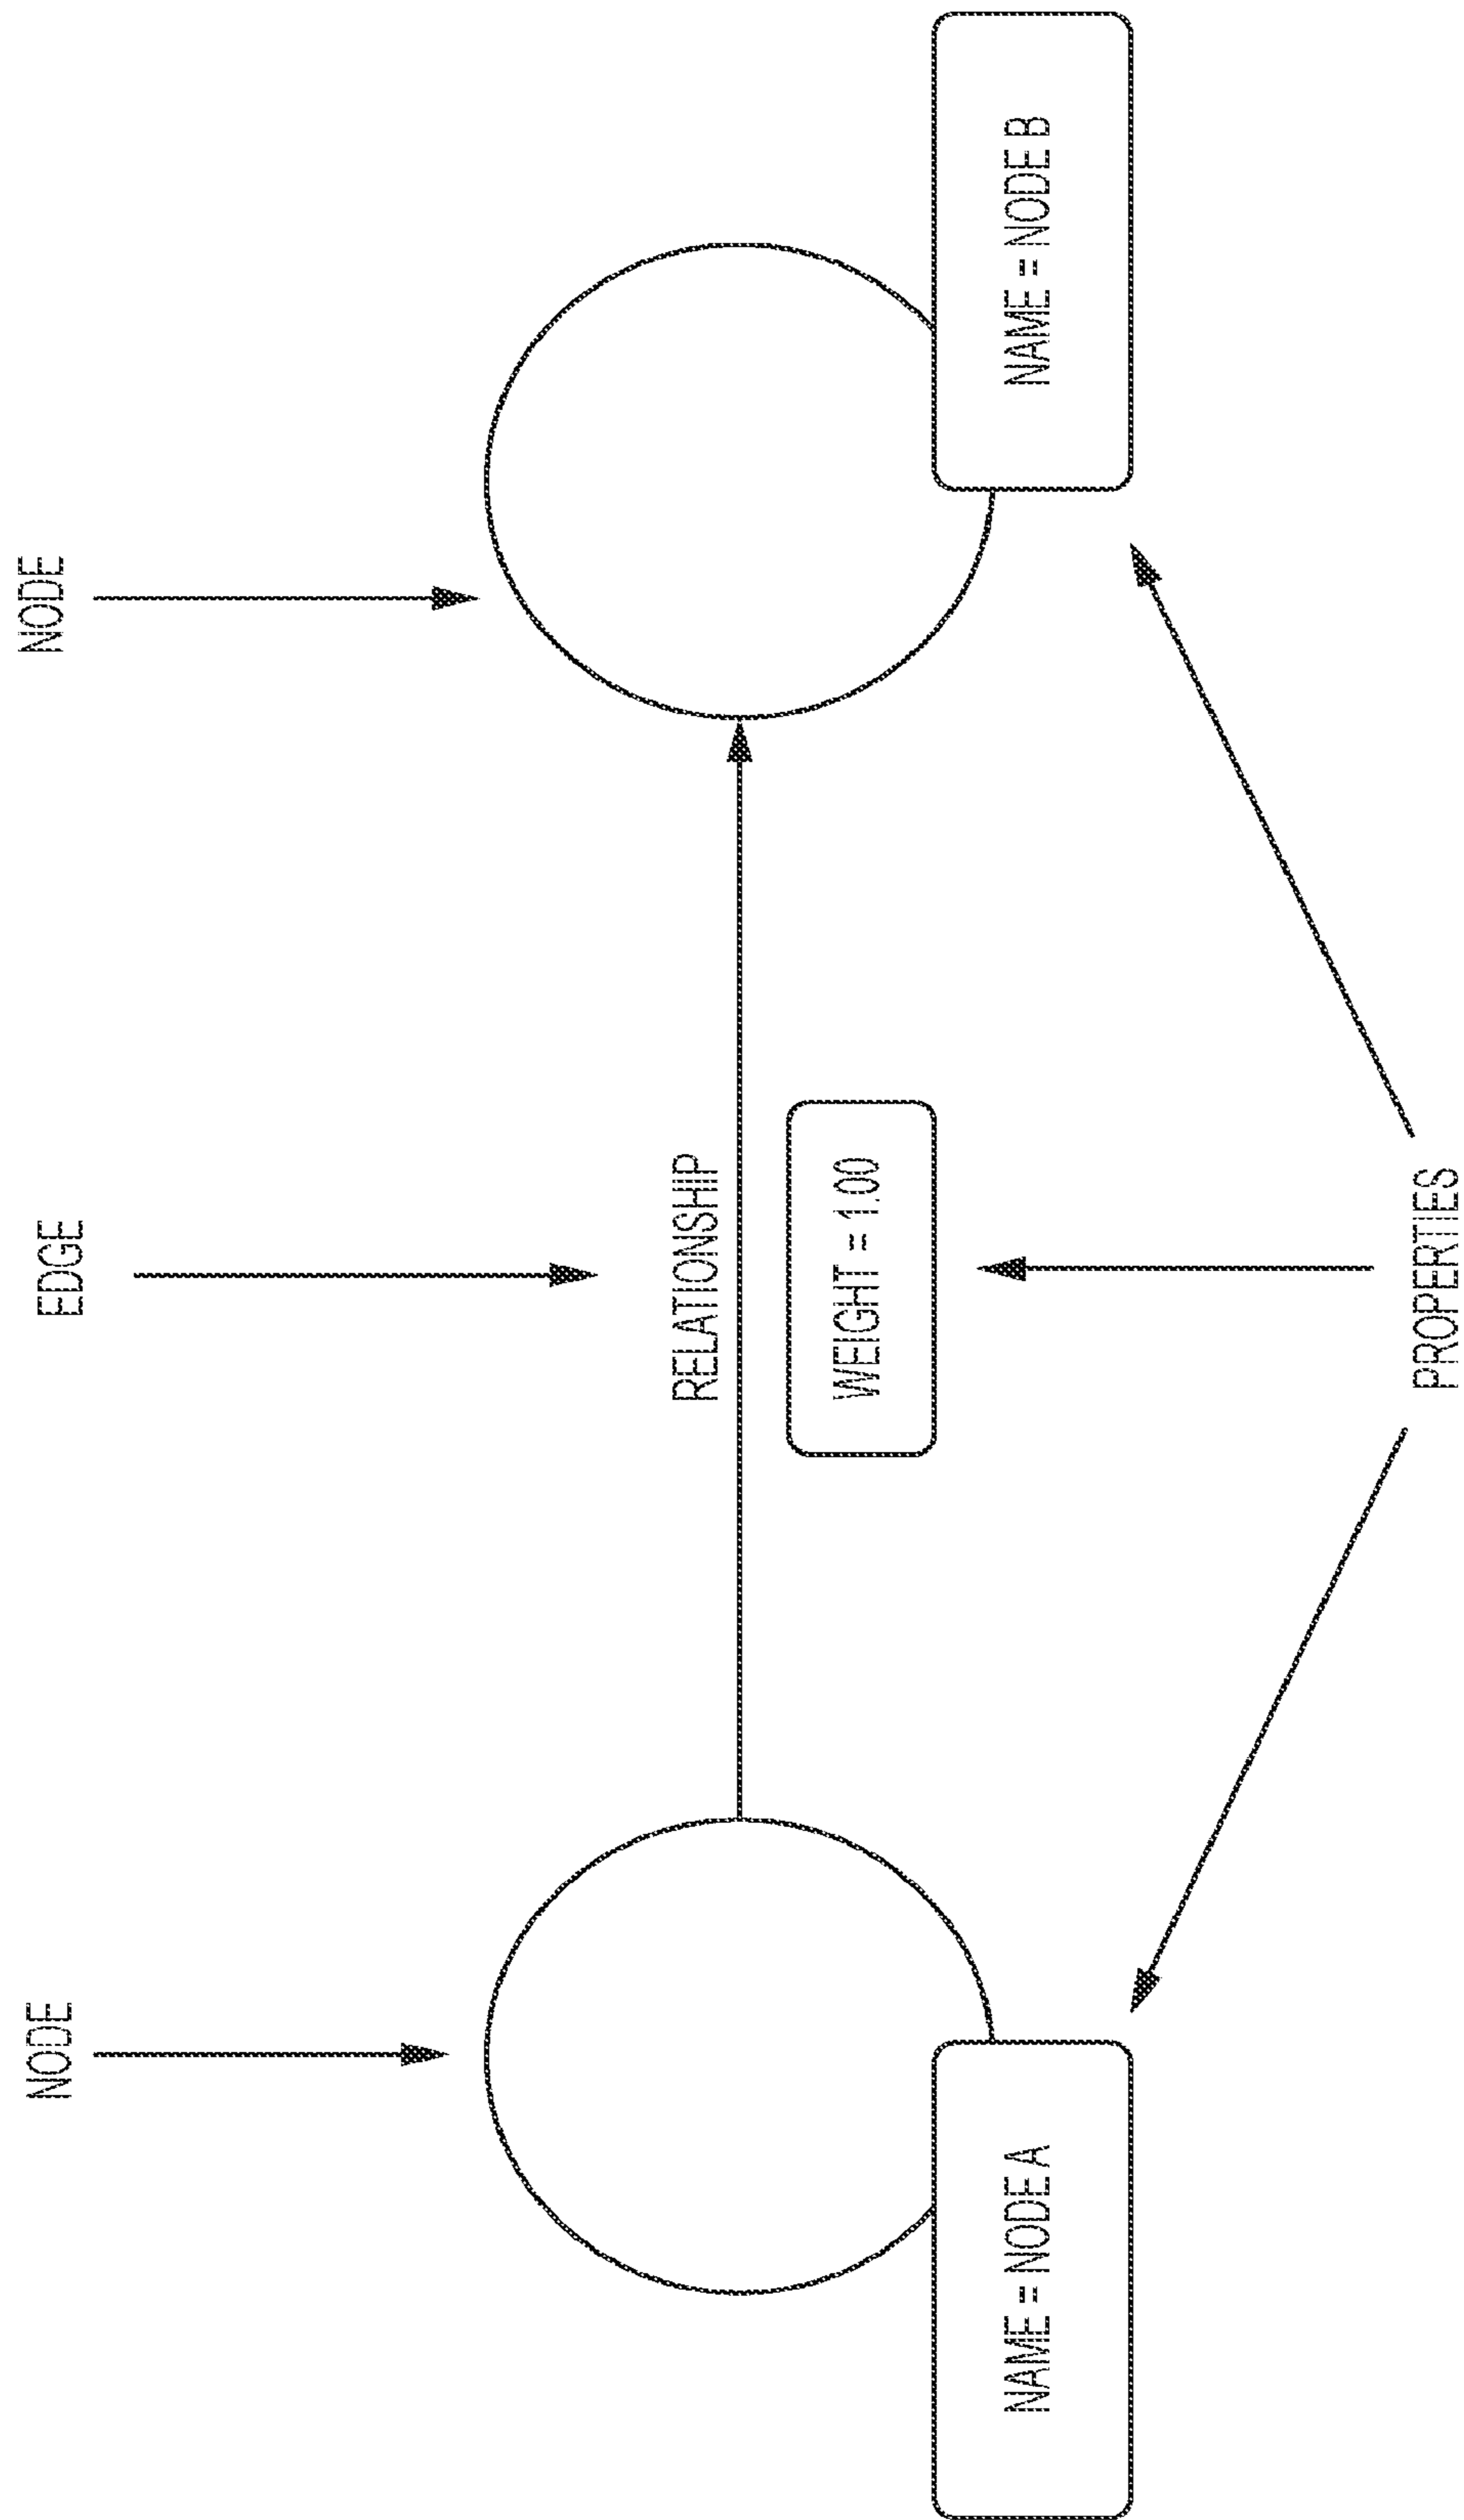 NODE
EDGE
NODE
RELATIONSHIP
WEIGHT = 1.00
NAME = NODE A
NAME = NODE B
PROPERTIES